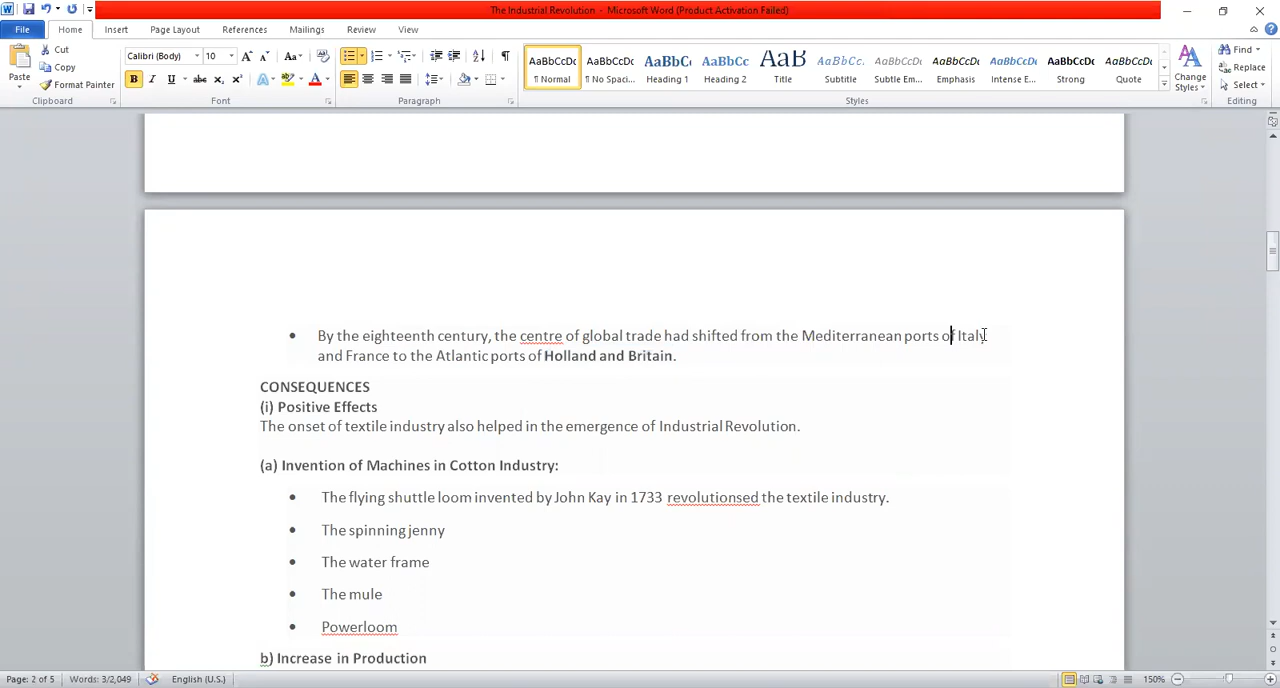 The Industrial Revolution - Microsoft Word (Product Activation Failed)
File Home Insert Page Layout References Mailings Review View
Paste Cut Copy Format Painter
Calibri (Body) 10
AaBbCcDc AaBbCcDc AaBbC( AaBbCc AaB AaBbCc. AaBbCcDc AaBbCcDc AaBbCcDc AaBbCcDc AaBbCcDc
¶ Normal ¶ No Spaci... Heading 1 Heading 2 Title Subtitle Subtle Em... Emphasis Intense E... Strong Quote
Change Styles
Find
Replace
Select
Clipboard Font Paragraph Styles Editing
• By the eighteenth century, the centre of global trade had shifted from the Mediterranean ports of Italy
and France to the Atlantic ports of Holland and Britain.
CONSEQUENCES
(i) Positive Effects
The onset of textile industry also helped in the emergence of Industrial Revolution.
(a) Invention of Machines in Cotton Industry:
• The flying shuttle loom invented by John Kay in 1733 revolutionsed the textile industry.
• The spinning jenny
• The water frame
• The mule
• Powerloom
b) Increase in Production
Page: 2 of 5 Words: 3/2,049 English (U.S.) 150%